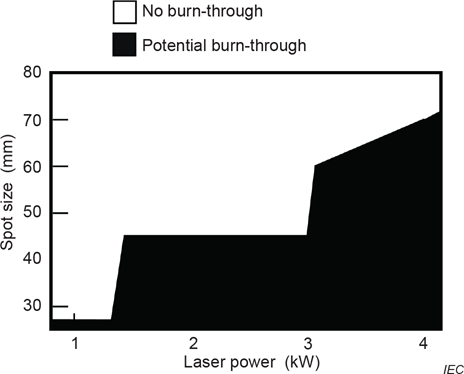 No burn-through
Potential burn-through
80
70
60
50
40
30
Spot size (mm)
1 2 3 4
Laser power (kW)
IEC